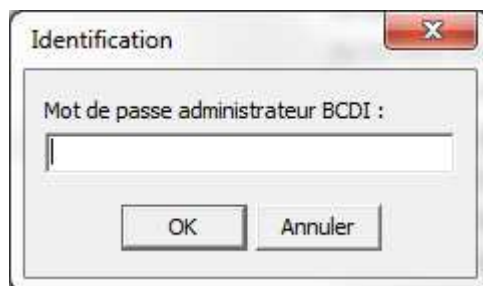 Identification
Mot de passe administrateur BCDI :
OK Annuler